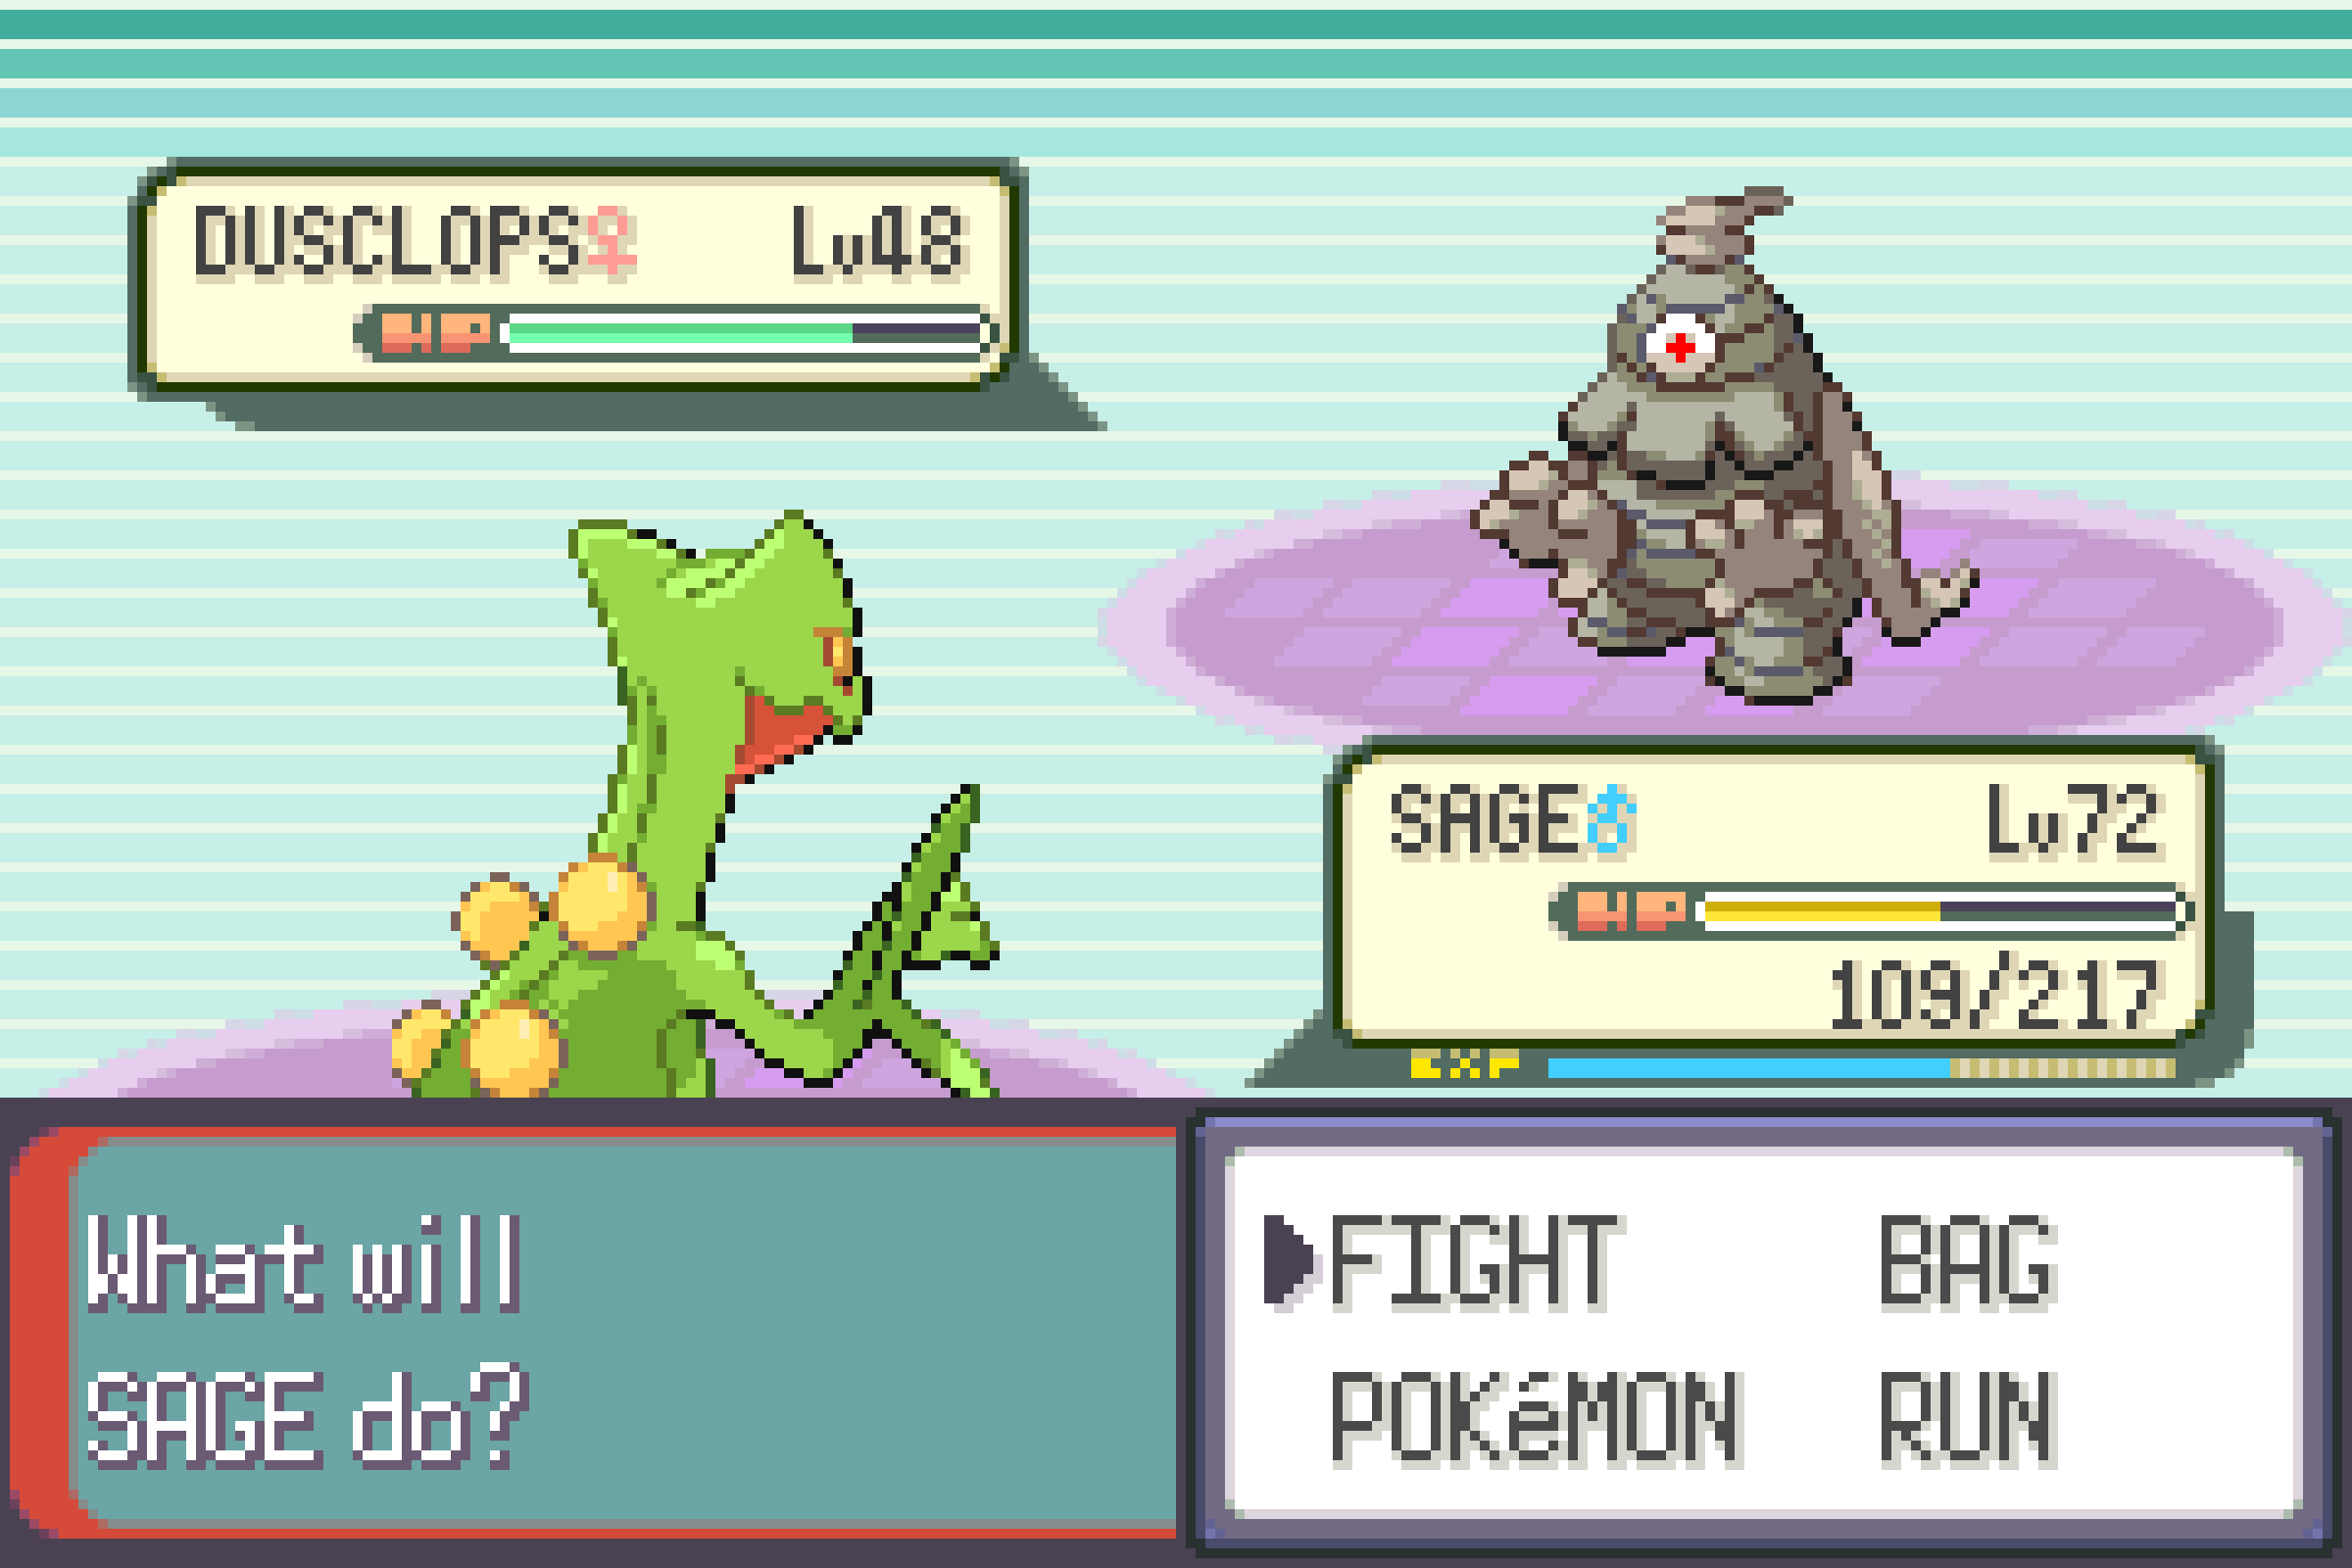 DUSCLOPS♀ Lv48
HP
SAGE♂ Lv72
HP
109/217
EXP
What will
SAGE do?
FIGHT BAG
POKéMON RUN